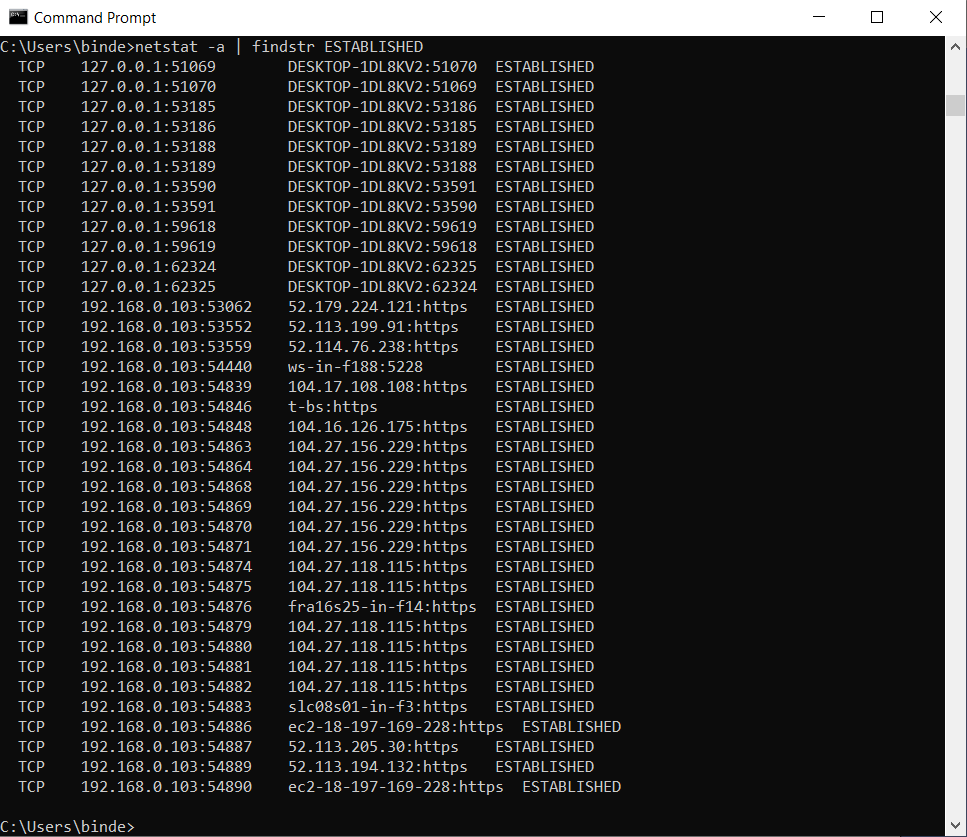 Command Prompt
C:\Users\binde>netstat -a | findstr ESTABLISHED
  TCP    127.0.0.1:51069        DESKTOP-1DL8KV2:51070  ESTABLISHED
  TCP    127.0.0.1:51070        DESKTOP-1DL8KV2:51069  ESTABLISHED
  TCP    127.0.0.1:53185        DESKTOP-1DL8KV2:53186  ESTABLISHED
  TCP    127.0.0.1:53186        DESKTOP-1DL8KV2:53185  ESTABLISHED
  TCP    127.0.0.1:53188        DESKTOP-1DL8KV2:53189  ESTABLISHED
  TCP    127.0.0.1:53189        DESKTOP-1DL8KV2:53188  ESTABLISHED
  TCP    127.0.0.1:53590        DESKTOP-1DL8KV2:53591  ESTABLISHED
  TCP    127.0.0.1:53591        DESKTOP-1DL8KV2:53590  ESTABLISHED
  TCP    127.0.0.1:59618        DESKTOP-1DL8KV2:59619  ESTABLISHED
  TCP    127.0.0.1:59619        DESKTOP-1DL8KV2:59618  ESTABLISHED
  TCP    127.0.0.1:62324        DESKTOP-1DL8KV2:62325  ESTABLISHED
  TCP    127.0.0.1:62325        DESKTOP-1DL8KV2:62324  ESTABLISHED
  TCP    192.168.0.103:53062    52.179.224.121:https   ESTABLISHED
  TCP    192.168.0.103:53552    52.113.199.91:https    ESTABLISHED
  TCP    192.168.0.103:53559    52.114.76.238:https    ESTABLISHED
  TCP    192.168.0.103:54440    ws-in-f188:5228        ESTABLISHED
  TCP    192.168.0.103:54839    104.17.108.108:https   ESTABLISHED
  TCP    192.168.0.103:54846    t-bs:https             ESTABLISHED
  TCP    192.168.0.103:54848    104.16.126.175:https   ESTABLISHED
  TCP    192.168.0.103:54863    104.27.156.229:https   ESTABLISHED
  TCP    192.168.0.103:54864    104.27.156.229:https   ESTABLISHED
  TCP    192.168.0.103:54868    104.27.156.229:https   ESTABLISHED
  TCP    192.168.0.103:54869    104.27.156.229:https   ESTABLISHED
  TCP    192.168.0.103:54870    104.27.156.229:https   ESTABLISHED
  TCP    192.168.0.103:54871    104.27.156.229:https   ESTABLISHED
  TCP    192.168.0.103:54874    104.27.118.115:https   ESTABLISHED
  TCP    192.168.0.103:54875    104.27.118.115:https   ESTABLISHED
  TCP    192.168.0.103:54876    fra16s25-in-f14:https  ESTABLISHED
  TCP    192.168.0.103:54879    104.27.118.115:https   ESTABLISHED
  TCP    192.168.0.103:54880    104.27.118.115:https   ESTABLISHED
  TCP    192.168.0.103:54881    104.27.118.115:https   ESTABLISHED
  TCP    192.168.0.103:54882    104.27.118.115:https   ESTABLISHED
  TCP    192.168.0.103:54883    slc08s01-in-f3:https   ESTABLISHED
  TCP    192.168.0.103:54886    ec2-18-197-169-228:https  ESTABLISHED
  TCP    192.168.0.103:54887    52.113.205.30:https    ESTABLISHED
  TCP    192.168.0.103:54889    52.113.194.132:https   ESTABLISHED
  TCP    192.168.0.103:54890    ec2-18-197-169-228:https  ESTABLISHED
C:\Users\binde>